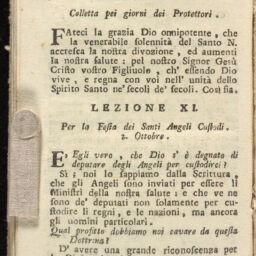 Colletta pei giorni dei Protettori.
FAteci la grazia Dio onnipotente, che
la venerabile solennità del Santo N.
accresca la nostra divozione, ed aumenti
la nostra salute: pel nostro Signor Gesù
Cristo vostro Figliuolo, ch' essendo Dio
vive, e regna con voi nell' unità dello
Spirito Santo ne' secoli de' secoli. Così sia.
LEZIONE XI.
Per la Festa dei Santi Angeli Custodi.
2. Ottobre.
E' Egli vero, che Dio s' è degnato di
deputare degli Angeli per custodirci?
Sì; noi lo sappiamo dalla Scrittura,
che gli Angeli sono inviati per essere li
Ministri della nostra salute: e che ve ne
sono de' deputati non solamente per cu-
stodire li regni, e le nazioni, ma ancora
gli uomini particolari.
Qual profitto dobbiamo noi cavare da questa
Dottrina?
D' avere una grande riconoscenza per